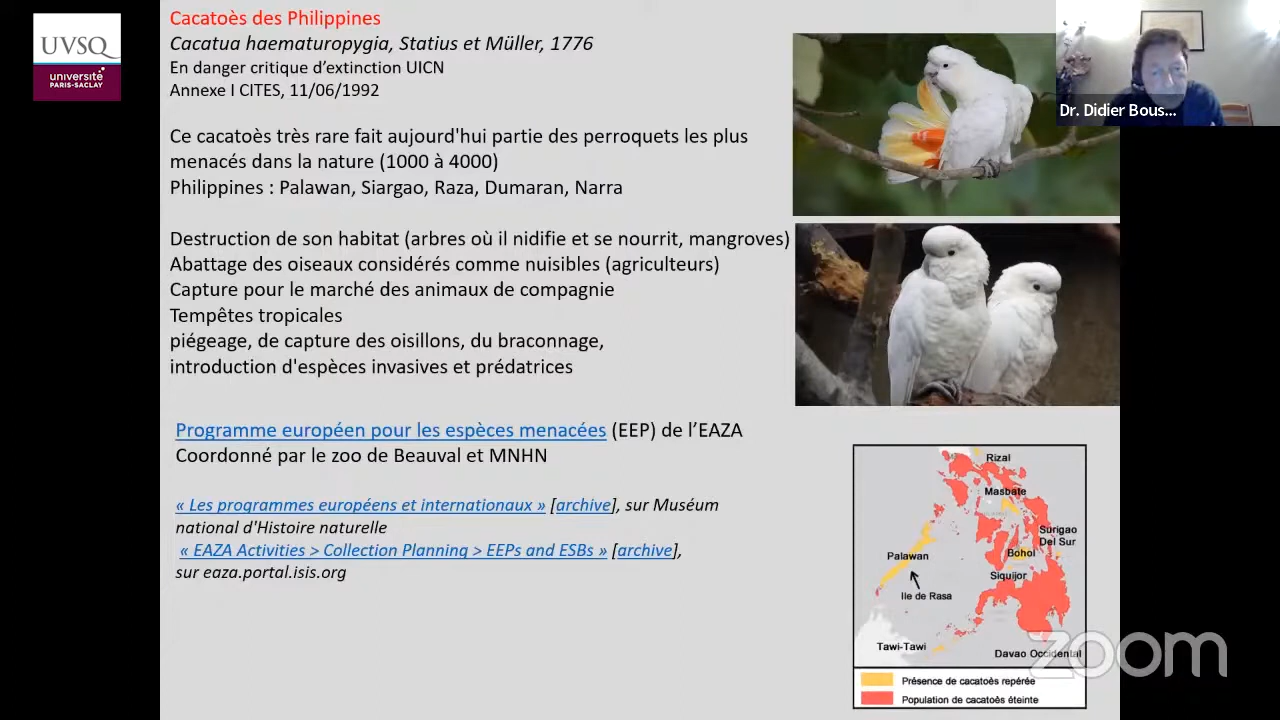 UVSQ
université
PARIS-SACLAY
Cacatoès des Philippines
Cacatua haematuropygia, Statius et Müller, 1776
En danger critique d’extinction UICN
Annexe I CITES, 11/06/1992
Ce cacatoès très rare fait aujourd'hui partie des perroquets les plus
menacés dans la nature (1000 à 4000)
Philippines : Palawan, Siargao, Raza, Dumaran, Narra
Destruction de son habitat (arbres où il nidifie et se nourrit, mangroves)
Abattage des oiseaux considérés comme nuisibles (agriculteurs)
Capture pour le marché des animaux de compagnie
Tempêtes tropicales
piégeage, de capture des oisillons, du braconnage,
introduction d'espèces invasives et prédatrices
Programme européen pour les espèces menacées (EEP) de l’EAZA
Coordonné par le zoo de Beauval et MNHN
« Les programmes européens et internationaux » [archive], sur Muséum
national d'Histoire naturelle
« EAZA Activities > Collection Planning > EEPs and ESBs » [archive],
sur eaza.portal.isis.org
Dr. Didier Bous...
Rizal
Masbate
Surigao
Del Sur
Palawan
Bohol
Siquijor
Ile de Rasa
Tawi-Tawi
Davao Occidental
Présence de cacatoès repérée
Population de cacatoès éteinte
zoom